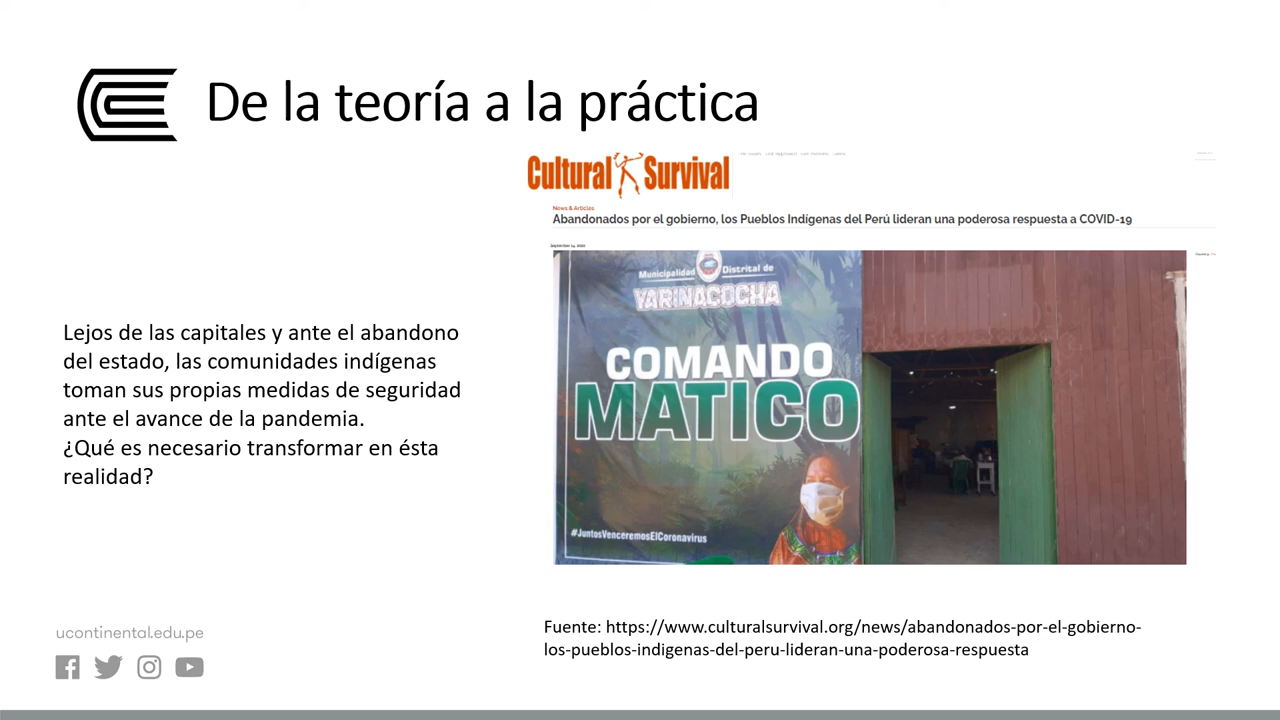 De la teoría a la práctica
Cultural Survival
News & Articles
Abandonados por el gobierno, los Pueblos Indígenas del Perú lideran una poderosa respuesta a COVID-19
September 14, 2020
Municipalidad Distrital de
YARINACOCHA
COMANDO
MATICO
#JuntosVenceremosElCoronavirus
Lejos de las capitales y ante el abandono
del estado, las comunidades indígenas
toman sus propias medidas de seguridad
ante el avance de la pandemia.
¿Qué es necesario transformar en ésta
realidad?
Fuente: https://www.culturalsurvival.org/news/abandonados-por-el-gobierno-
los-pueblos-indigenas-del-peru-lideran-una-poderosa-respuesta
ucontinental.edu.pe